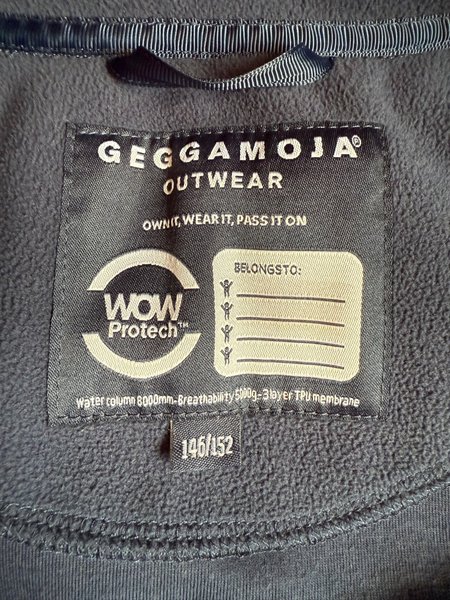 GEGGAMOJA®
OUTWEAR
OWN IT, WEAR IT, PASS IT ON
WOW
Protech™
BELONGS TO:
Water column 8000mm-Breathability 5000g-3 layer TPU membrane
146/152